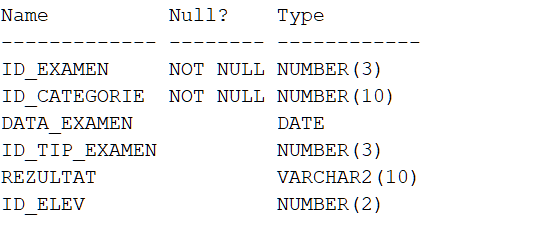 Name          Null?    Type
------------- -------- ------------
ID_EXAMEN     NOT NULL NUMBER(3)
ID_CATEGORIE  NOT NULL NUMBER(10)
DATA_EXAMEN            DATE
ID_TIP_EXAMEN          NUMBER(3)
REZULTAT               VARCHAR2(10)
ID_ELEV                NUMBER(2)